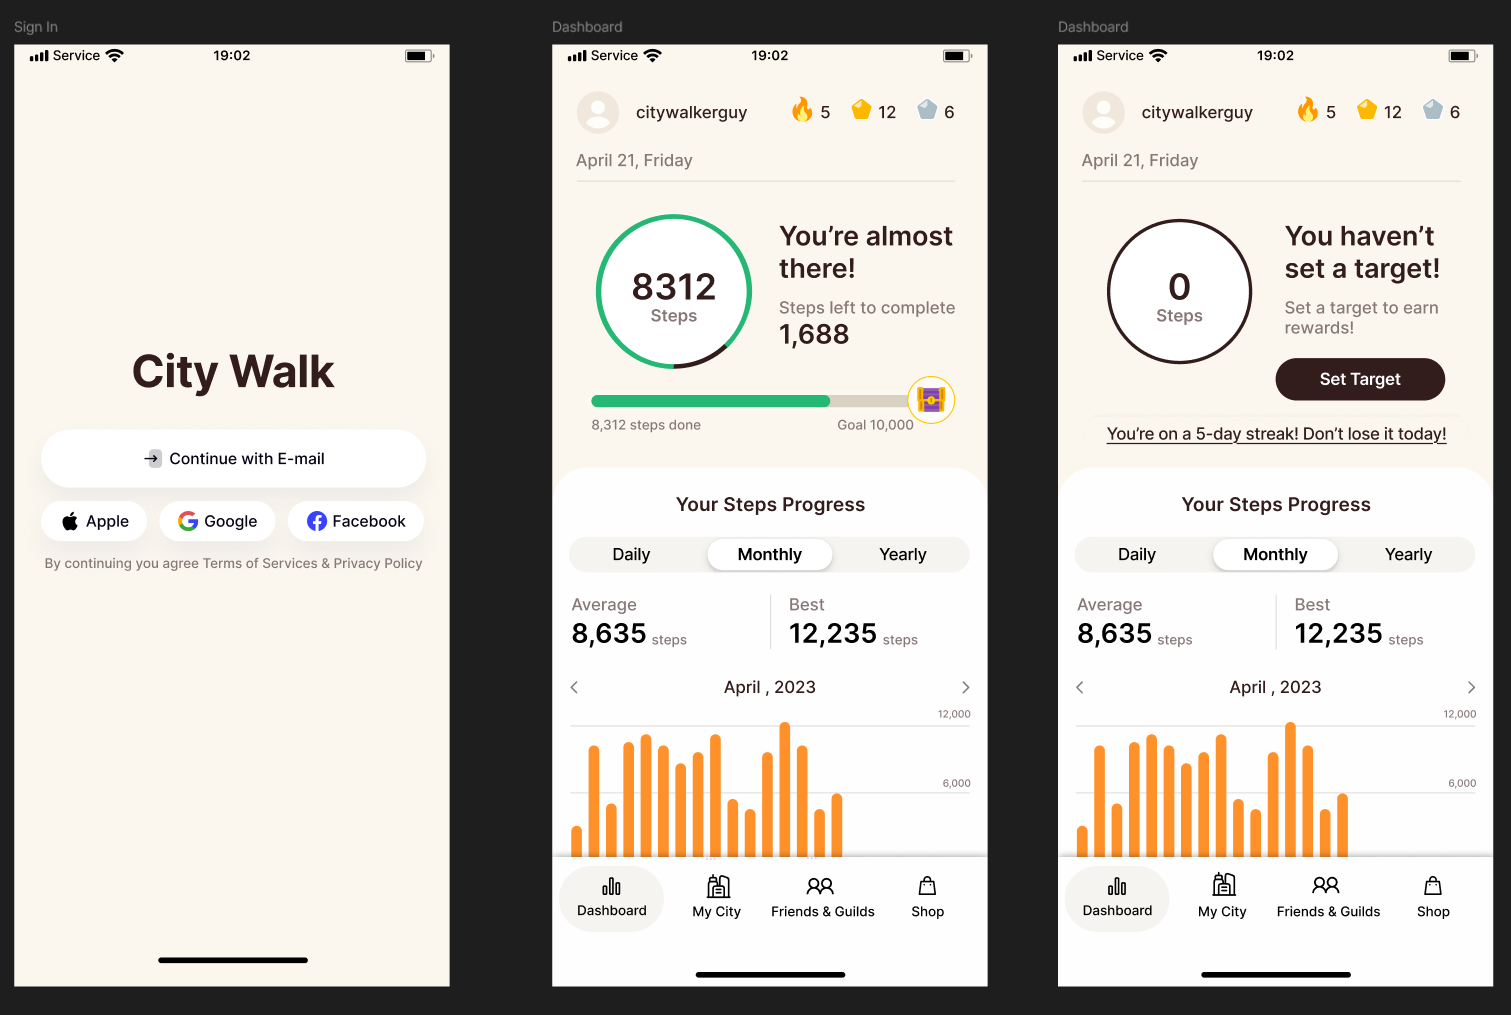 Sign In
Service 19:02
City Walk
Continue with E-mail
Apple Google Facebook
By continuing you agree Terms of Services & Privacy Policy
Dashboard
Service 19:02
citywalkerguy 5 12 6
April 21, Friday
8312
Steps
You’re almost
there!
Steps left to complete
1,688
8,312 steps done Goal 10,000
Your Steps Progress
Daily Monthly Yearly
Average Best
8,635 steps 12,235 steps
April , 2023
12,000
6,000
Dashboard My City Friends & Guilds Shop
Dashboard
Service 19:02
citywalkerguy 5 12 6
April 21, Friday
0
Steps
You haven’t
set a target!
Set a target to earn
rewards!
Set Target
You’re on a 5-day streak! Don’t lose it today!
Your Steps Progress
Daily Monthly Yearly
Average Best
8,635 steps 12,235 steps
April , 2023
12,000
6,000
Dashboard My City Friends & Guilds Shop